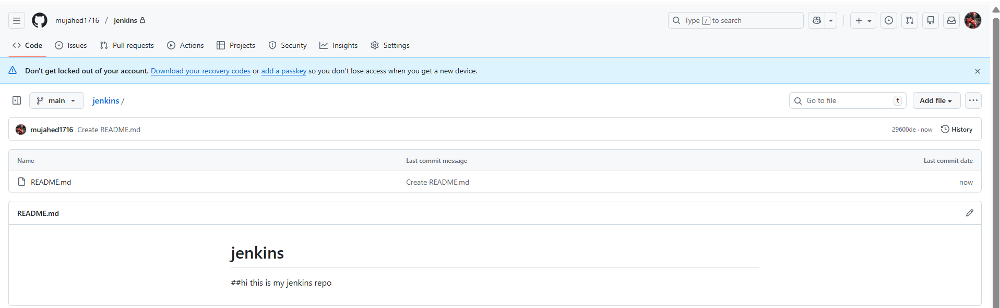 mujahed1716 / jenkins
Type / to search
Code Issues Pull requests Actions Projects Security Insights Settings
Don't get locked out of your account. Download your recovery codes or add a passkey so you don't lose access when you get a new device.
main jenkins / Go to file t Add file
mujahed1716 Create README.md 29600de · now History
Name Last commit message Last commit date
README.md Create README.md now
README.md
jenkins
##hi this is my jenkins repo